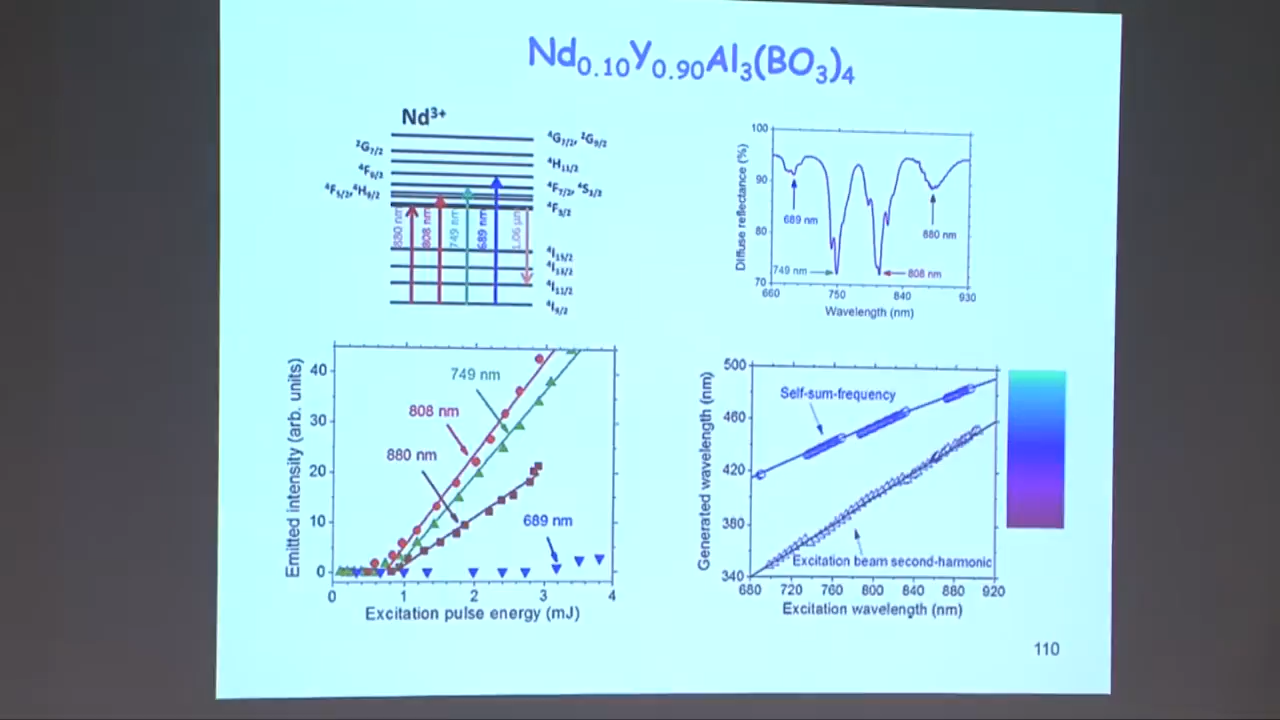 Nd0.10Y0.90Al3(BO3)4
Nd3+
4G7/2, 2G9/2
2G7/2
4H11/2
4F9/2
4F7/2, 4S3/2
4F5/2, 4H9/2
4F3/2
880 nm
808 nm
749 nm
689 nm
1.06 µm
4I15/2
4I13/2
4I11/2
4I9/2
100
90
80
70
Diffuse reflectance (%)
689 nm
880 nm
749 nm
808 nm
660 750 840 930
Wavelength (nm)
40
30
20
10
0
Emitted intensity (arb. units)
749 nm
808 nm
880 nm
689 nm
0 1 2 3 4
Excitation pulse energy (mJ)
500
460
420
380
340
Generated wavelength (nm)
Self-sum-frequency
Excitation beam second-harmonic
680 720 760 800 840 880 920
Excitation wavelength (nm)
110